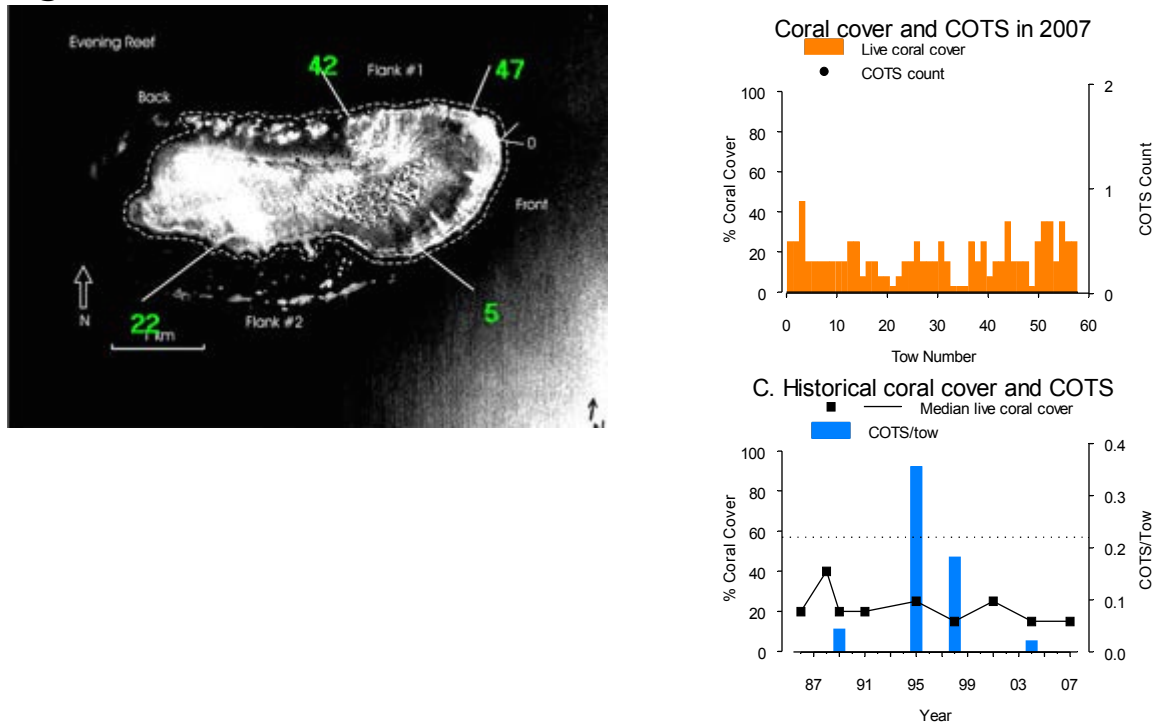 Evening Reef
42
Flank #1
47
Back
0
Front
N
22
Flank #2
5
1 km
Coral cover and COTS in 2007
Live coral cover
COTS count
100
80
60
40
20
0
% Coral Cover
2
1
0
COTS Count
0 10 20 30 40 50 60
Tow Number
C. Historical coral cover and COTS
Median live coral cover
COTS/tow
100
80
60
40
20
0
% Coral Cover
0.4
0.3
0.2
0.1
0.0
COTS/Tow
87 91 95 99 03 07
Year